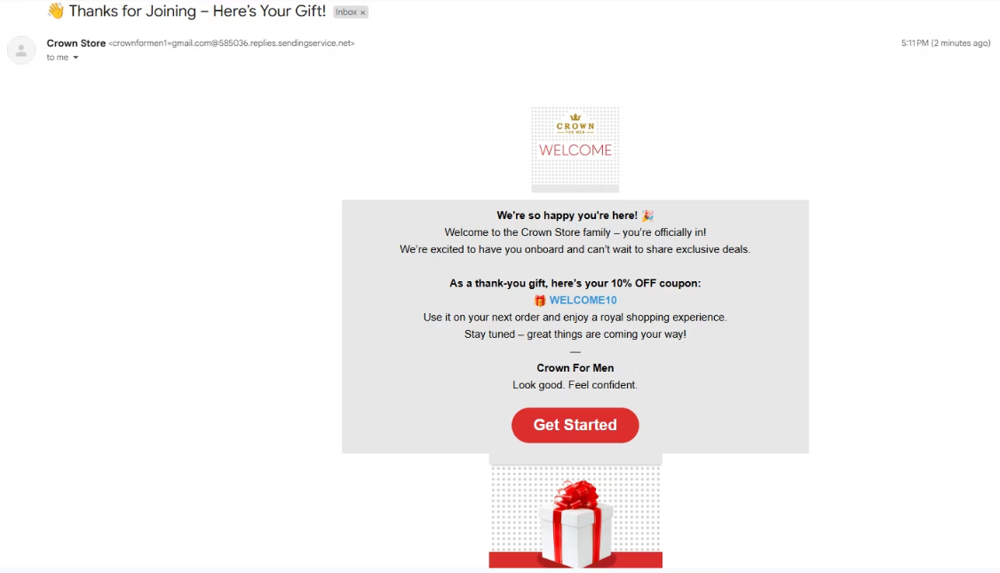 👋 Thanks for Joining – Here's Your Gift! Inbox x
Crown Store <crownformen1=gmail.com@585036.replies.sendingservice.net> 5:11 PM (2 minutes ago)
to me
CROWN
FOR MEN
WELCOME
We're so happy you're here! 🎉
Welcome to the Crown Store family – you're officially in!
We're excited to have you onboard and can't wait to share exclusive deals.
As a thank-you gift, here's your 10% OFF coupon:
🎁 WELCOME10
Use it on your next order and enjoy a royal shopping experience.
Stay tuned – great things are coming your way!
—
Crown For Men
Look good. Feel confident.
Get Started